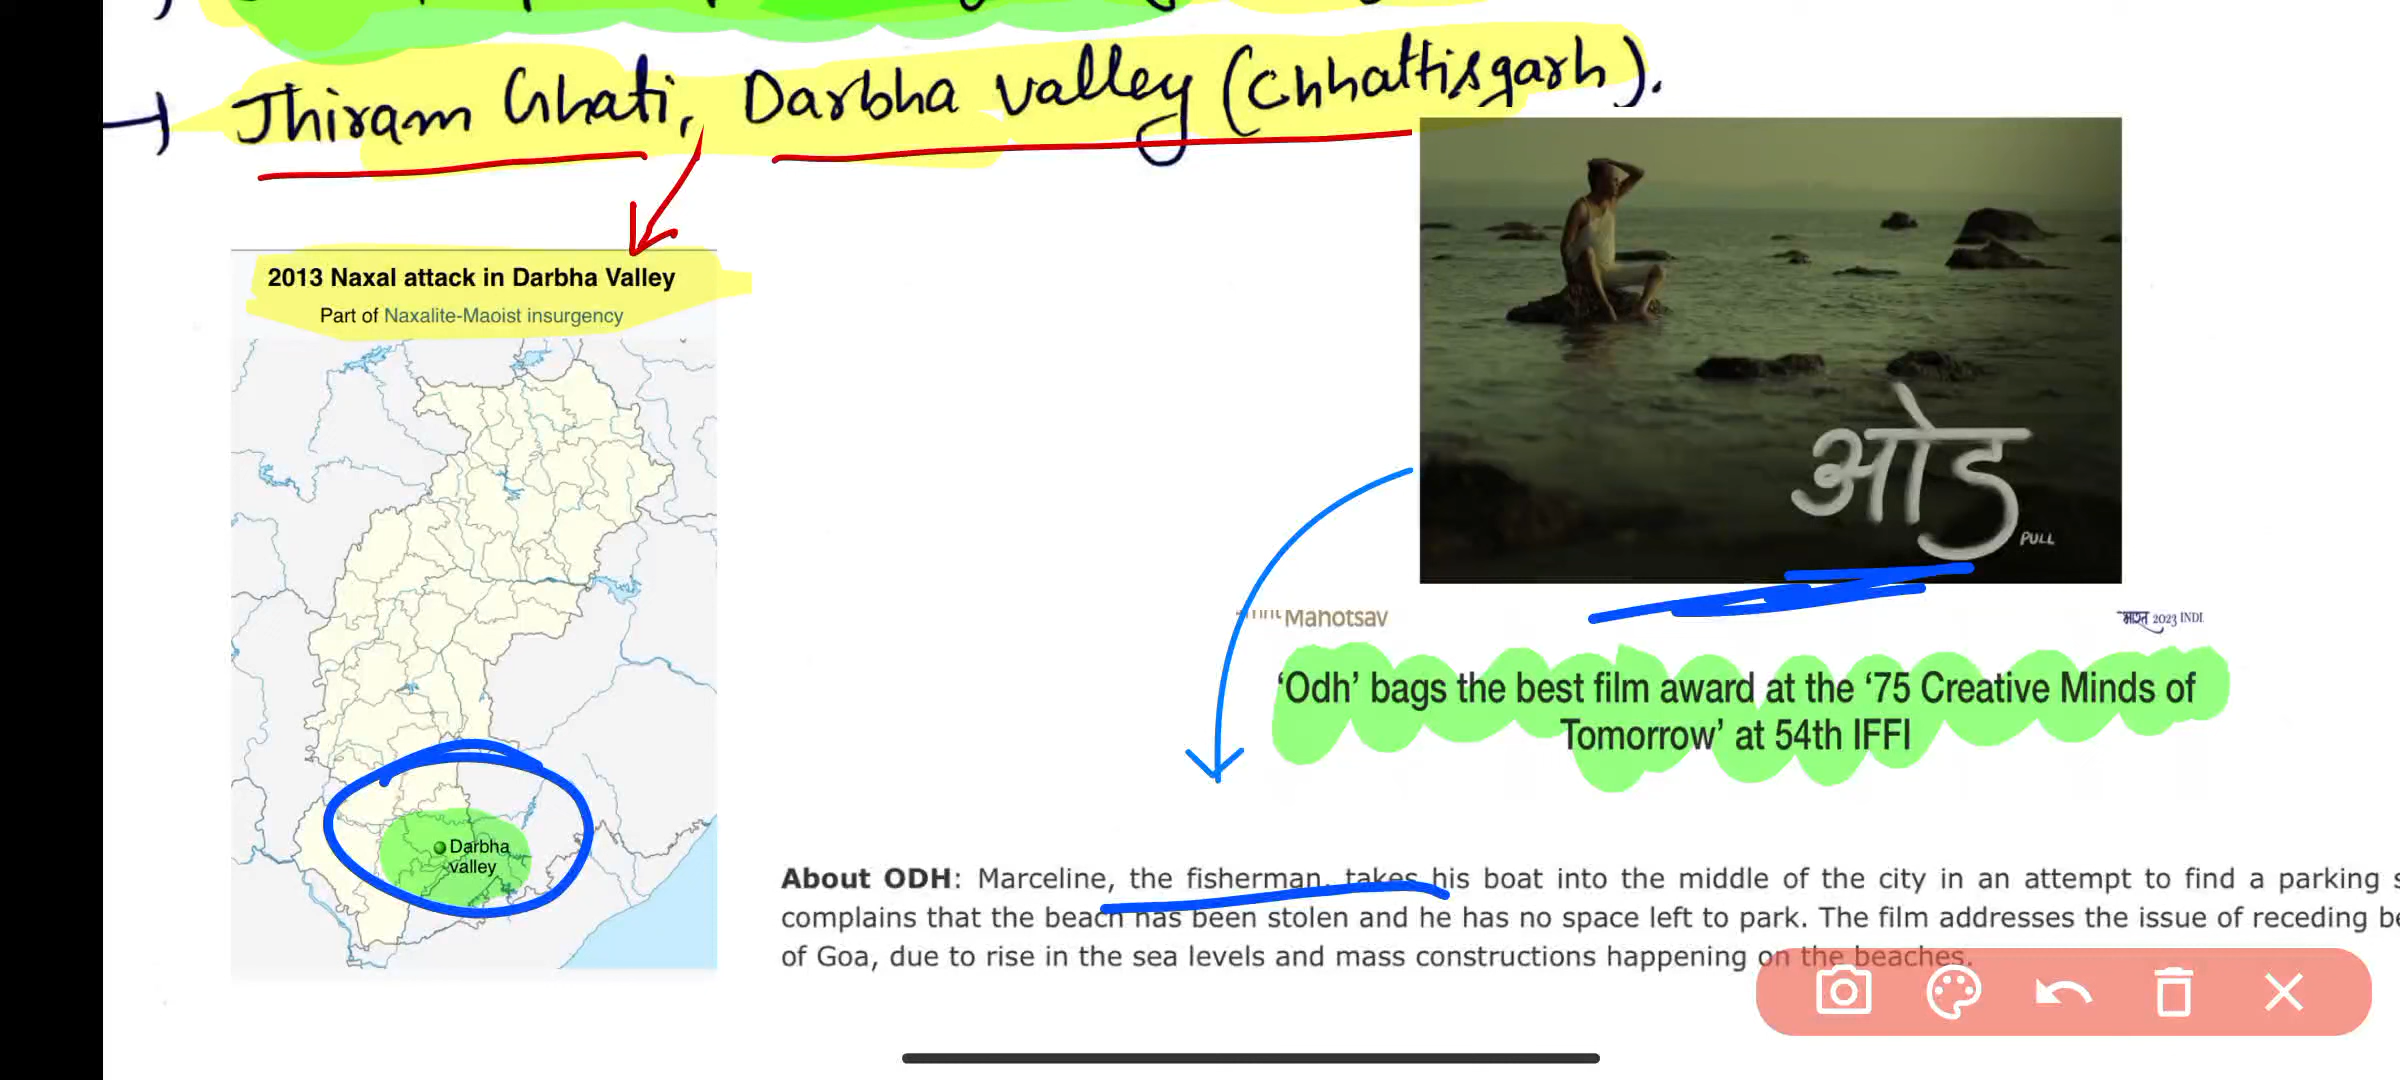 → Jhiram Ghati, Darbha Valley (Chhattisgarh).
2013 Naxal attack in Darbha Valley
Part of Naxalite-Maoist insurgency
Darbha
valley
ओड
PULL
Mahotsav
भारत 2023 INDI
'Odh' bags the best film award at the '75 Creative Minds of
Tomorrow' at 54th IFFI
About ODH: Marceline, the fisherman, takes his boat into the middle of the city in an attempt to find a parking s
complains that the beach has been stolen and he has no space left to park. The film addresses the issue of receding be
of Goa, due to rise in the sea levels and mass constructions happening on the beaches.